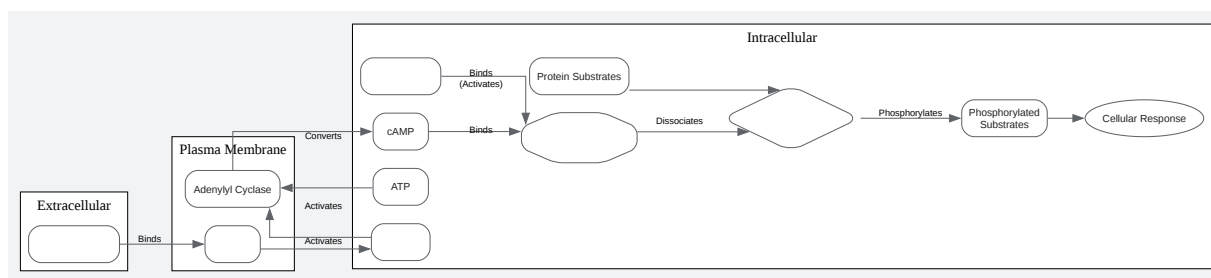 Intracellular
Binds
(Activates)
Protein Substrates
cAMP
Binds
Dissociates
Phosphorylates
Phosphorylated
Substrates
Cellular Response
Converts
Plasma Membrane
Adenylyl Cyclase
ATP
Activates
Extracellular
Binds
Activates